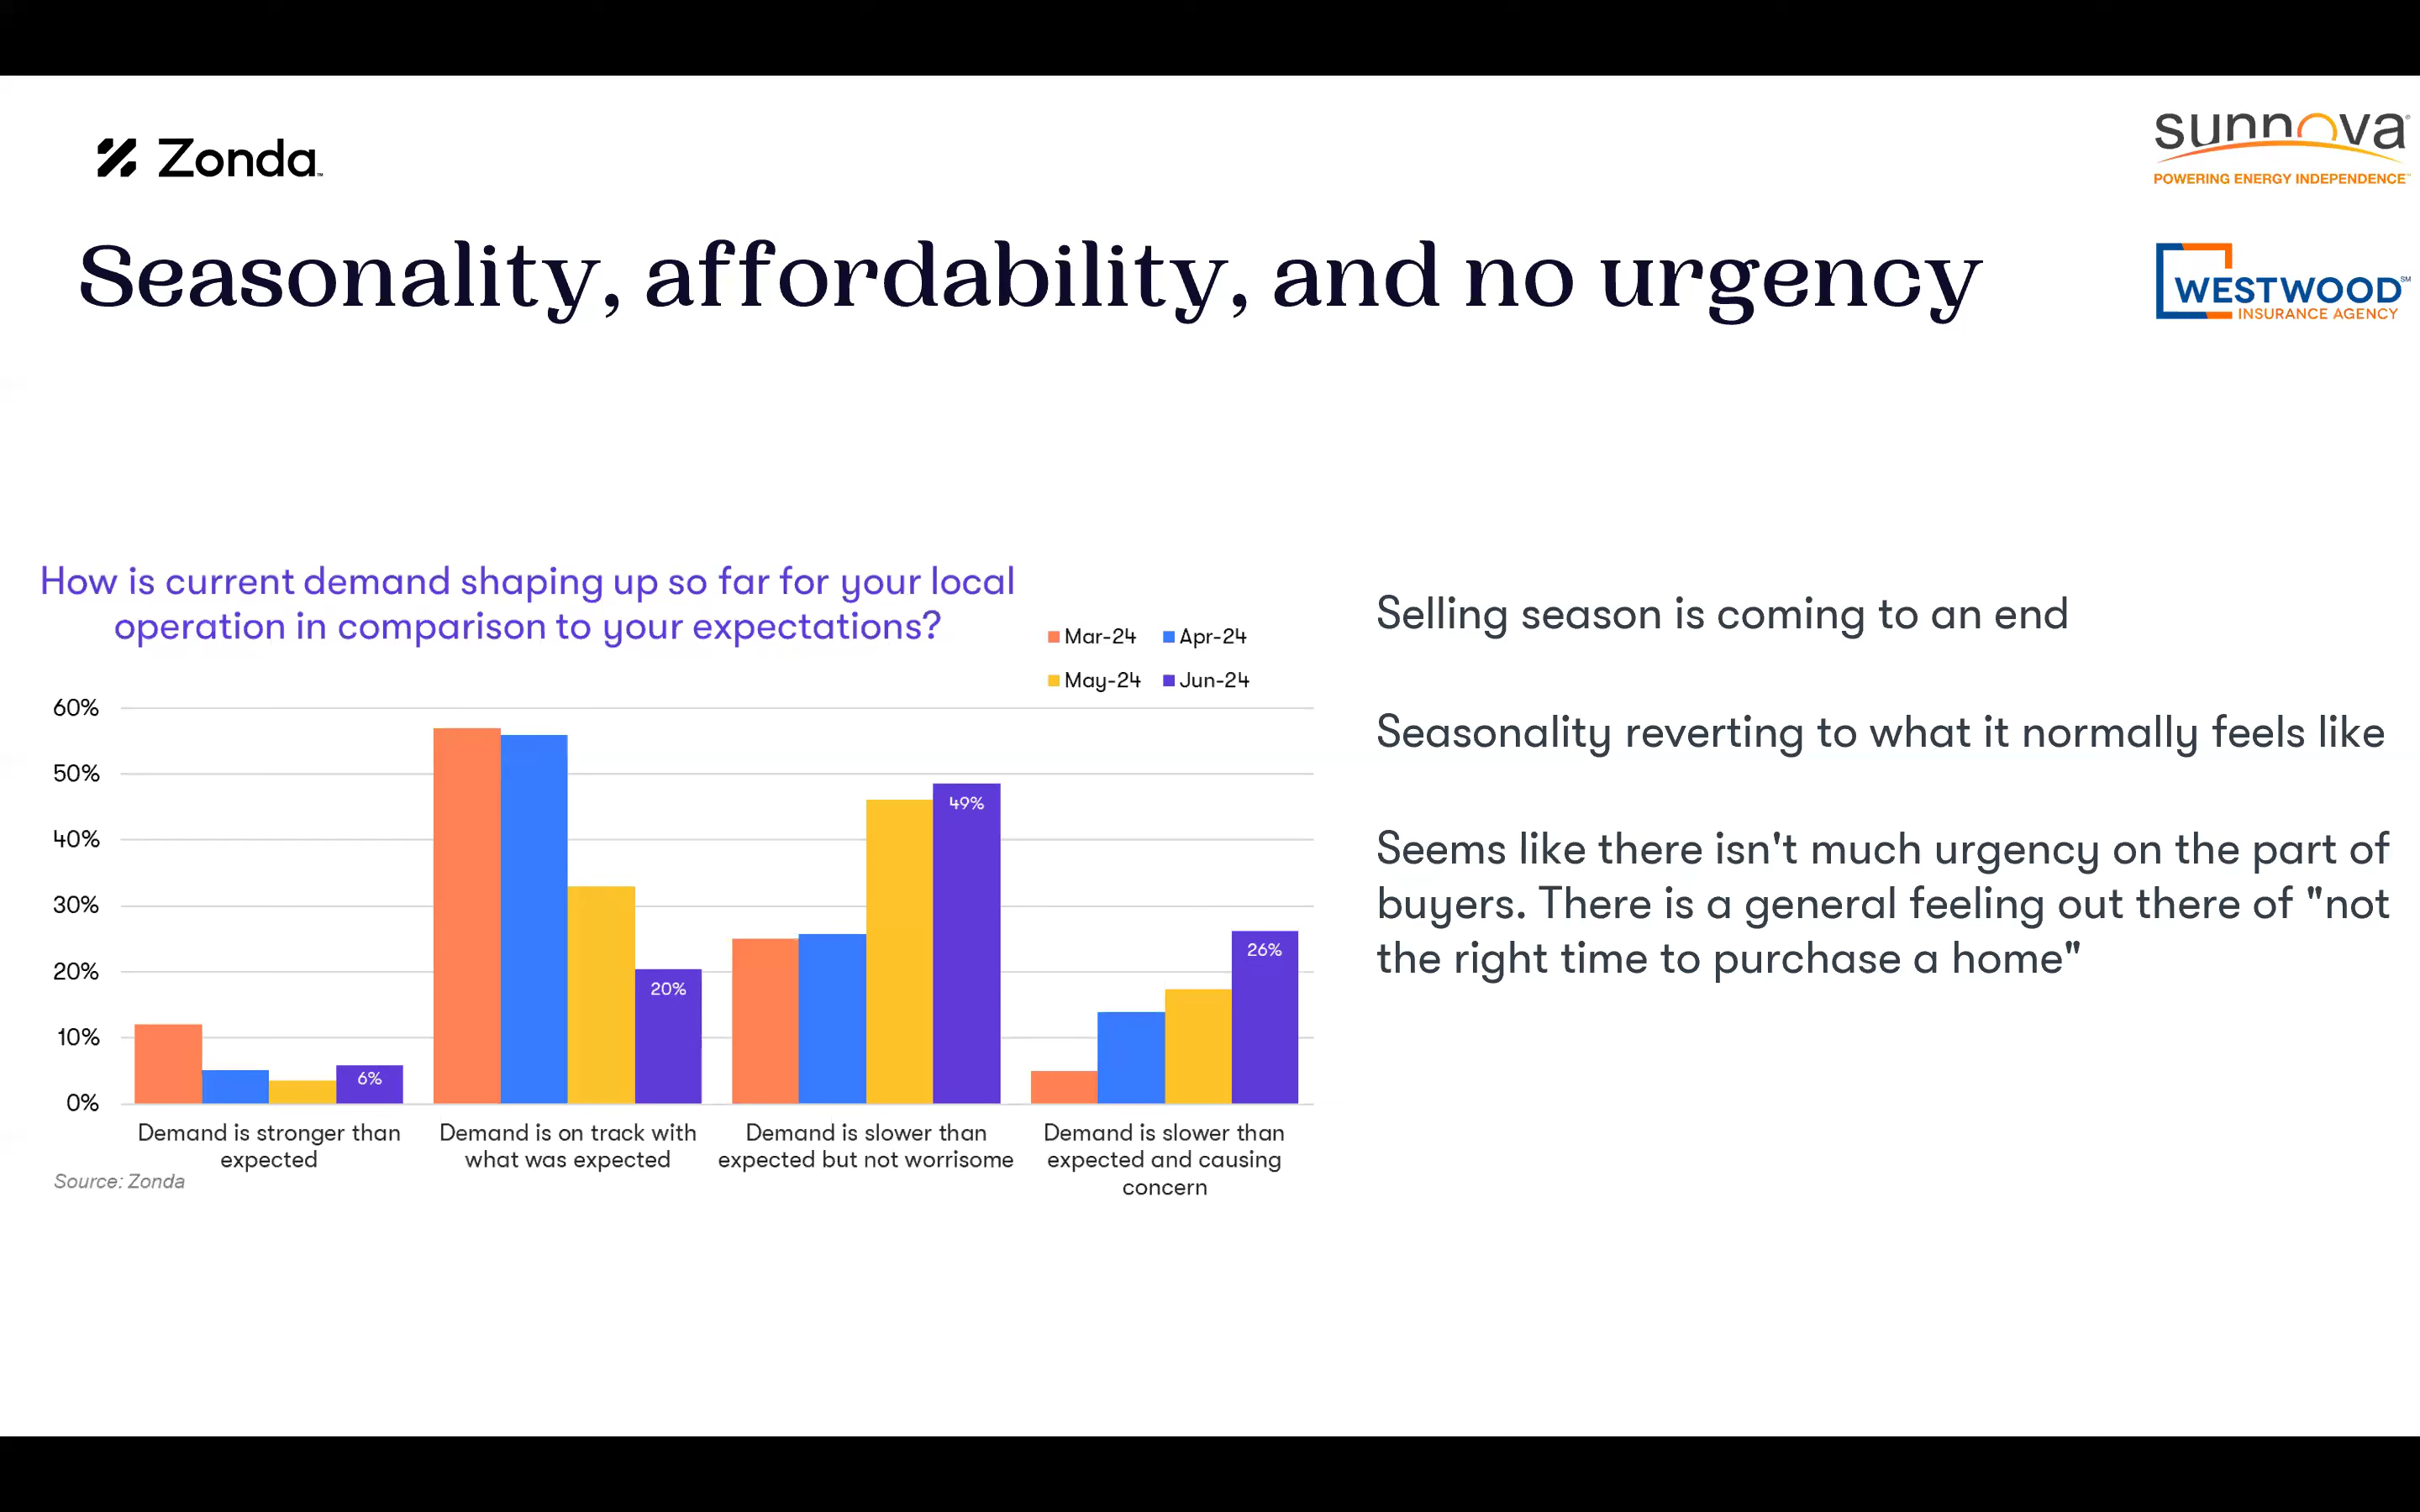 Zonda™
sunnova®
POWERING ENERGY INDEPENDENCE™
Seasonality, affordability, and no urgency
WESTWOOD℠
INSURANCE AGENCY
How is current demand shaping up so far for your local
operation in comparison to your expectations?
Mar-24 Apr-24
May-24 Jun-24
60%
50%
40%
30%
20%
10%
0%
6%
20%
49%
26%
Demand is stronger than
expected
Demand is on track with
what was expected
Demand is slower than
expected but not worrisome
Demand is slower than
expected and causing
concern
Source: Zonda
Selling season is coming to an end
Seasonality reverting to what it normally feels like
Seems like there isn't much urgency on the part of
buyers. There is a general feeling out there of "not
the right time to purchase a home"